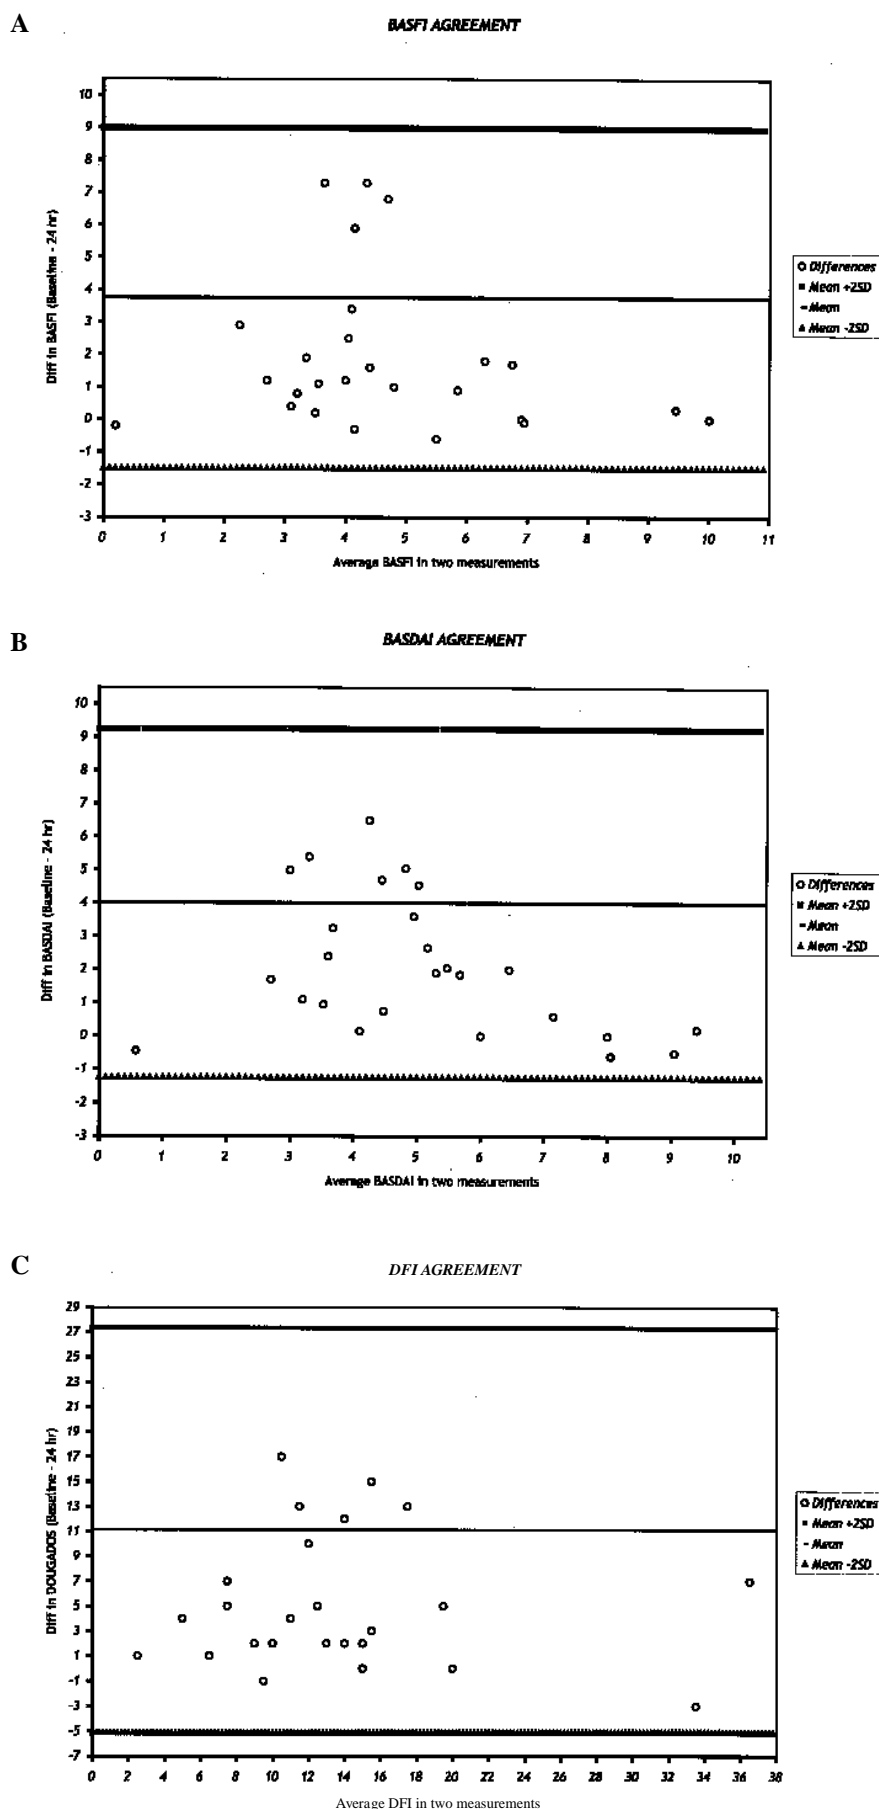 A
BASFI AGREEMENT
10
9
8
7
6
5
4
3
2
1
0
-1
-2
-3
Diff in BASFI (Baseline - 24 hr)
0 1 2 3 4 5 6 7 8 9 10 11
Average BASFI in two measurements
Differences
Mean +2SD
Mean
Mean -2SD
B
BASDAI AGREEMENT
10
9
8
7
6
5
4
3
2
1
0
-1
-2
-3
Diff in BASDAI (Baseline - 24 hr)
0 1 2 3 4 5 6 7 8 9 10
Average BASDAI in two measurements
Differences
Mean +2SD
Mean
Mean -2SD
C
DFI AGREEMENT
29
27
25
23
21
19
17
15
13
11
9
7
5
3
1
-1
-3
-5
-7
Diff in DOUGADOS (Baseline - 24 hr)
0 2 4 6 8 10 12 14 16 18 20 22 24 26 28 30 32 34 36 38
Average DFI in two measurements
Differences
Mean +2SD
Mean
Mean -2SD